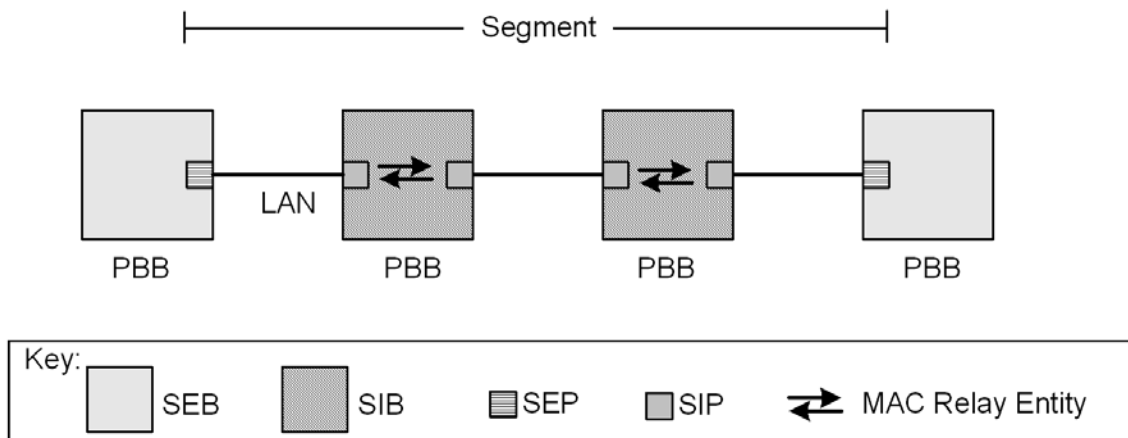 Segment
LAN
PBB PBB PBB PBB
Key:
SEB SIB SEP SIP MAC Relay Entity